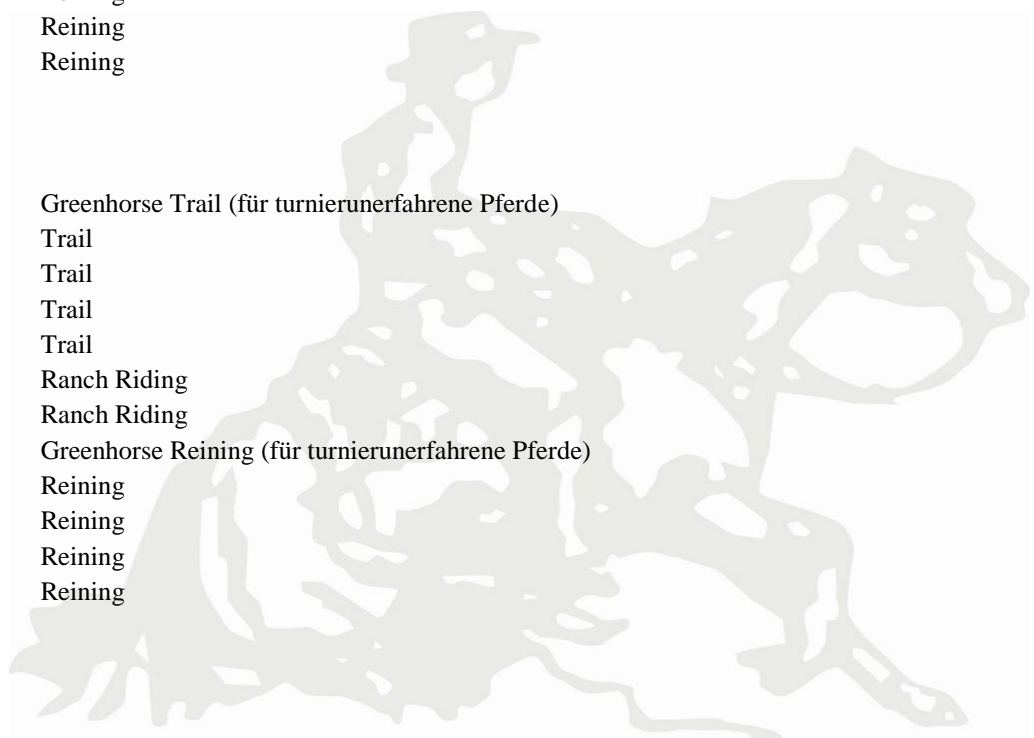 Reining
Reining
Greenhorse Trail (für turnierunerfahrene Pferde)
Trail
Trail
Trail
Trail
Ranch Riding
Ranch Riding
Greenhorse Reining (für turnierunerfahrene Pferde)
Reining
Reining
Reining
Reining